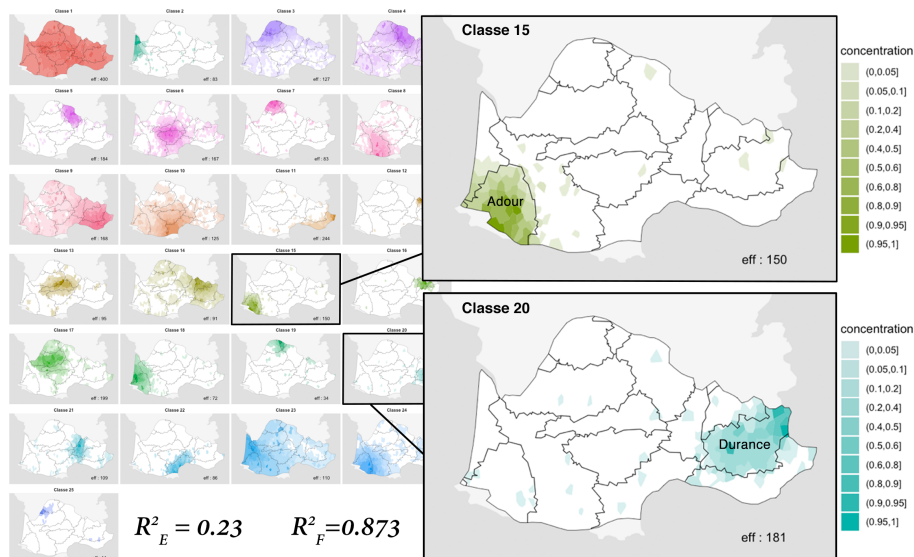 Classe 1
Classe 2
Classe 3
Classe 4
eff : 400
eff : 83
eff : 127
Classe 5
Classe 6
Classe 7
Classe 8
eff : 184
eff : 187
eff : 83
Classe 9
Classe 10
Classe 11
Classe 12
eff : 168
eff : 125
eff : 244
Classe 13
Classe 14
Classe 15
Classe 16
eff : 95
eff : 91
eff : 150
Classe 17
Classe 18
Classe 19
Classe 20
eff : 199
eff : 72
eff : 34
Classe 21
Classe 22
Classe 23
Classe 24
eff : 109
eff : 110
Classe 25
R²E = 0.23
R²F=0.873
Classe 15
Adour
eff : 150
concentration
(0,0.05]
(0.05,0.1]
(0.1,0.2]
(0.2,0.4]
(0.4,0.5]
(0.5,0.6]
(0.6,0.8]
(0.8,0.9]
(0.9,0.95]
(0.95,1]
Classe 20
Durance
eff : 181
concentration
(0,0.05]
(0.05,0.1]
(0.1,0.2]
(0.2,0.4]
(0.4,0.5]
(0.5,0.6]
(0.6,0.8]
(0.8,0.9]
(0.9,0.95]
(0.95,1]